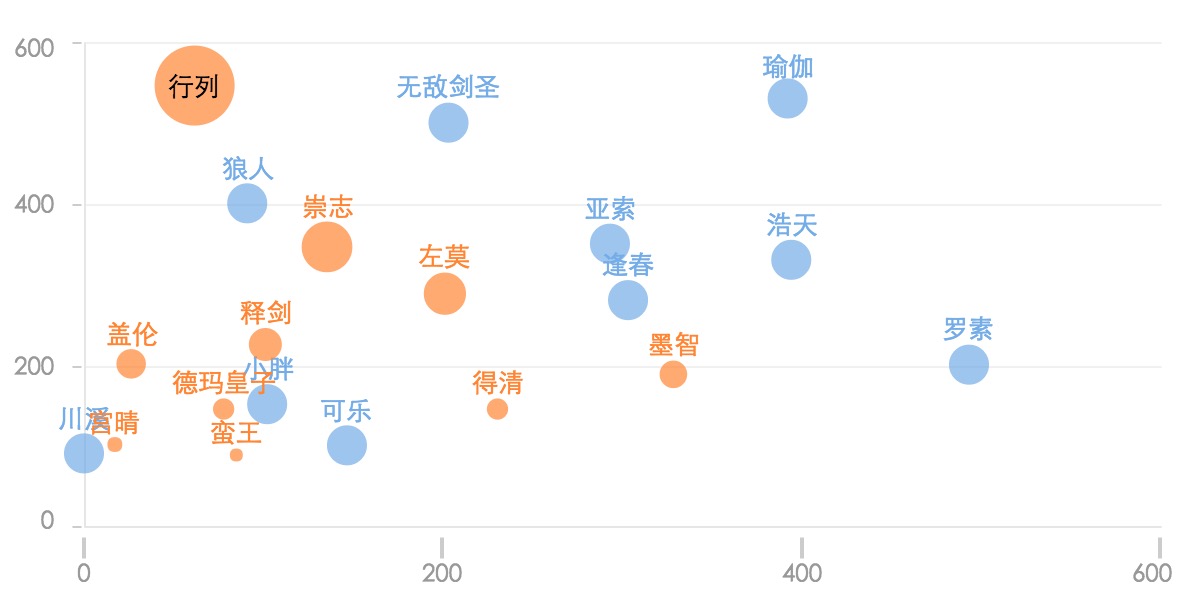 600
行列
无敌剑圣
瑜伽
狼人
400
崇志
亚索
浩天
左莫
逢春
释剑
盖伦
墨智
罗素
200
小胖
德玛皇子
得清
川溪
宫晴
可乐
蛮王
0
0
200
400
600